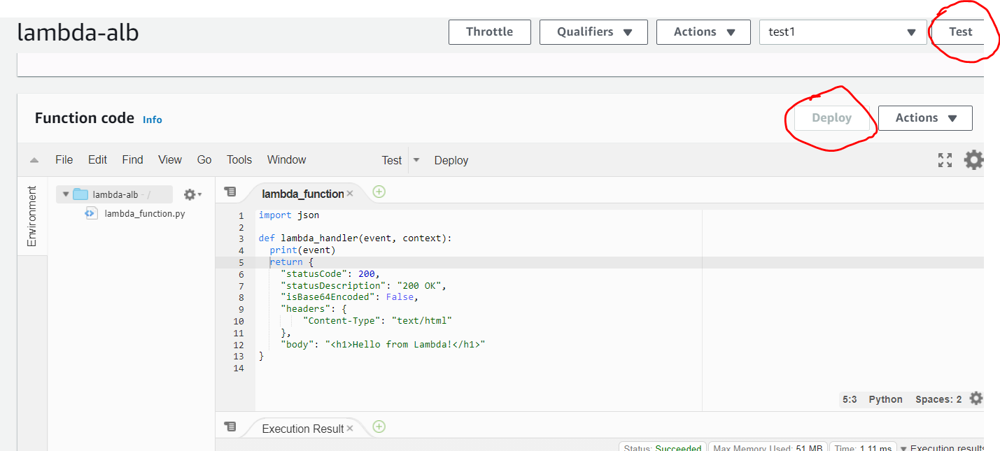 lambda-alb Throttle Qualifiers Actions test1 Test
Function code Info Deploy Actions
File Edit Find View Go Tools Window Test Deploy
Environment
lambda-alb - /
lambda_function.py
lambda_function
1 import json
2
3 def lambda_handler(event, context):
4 print(event)
5 return {
6 "statusCode": 200,
7 "statusDescription": "200 OK",
8 "isBase64Encoded": False,
9 "headers": {
10 "Content-Type": "text/html"
11 },
12 "body": "<h1>Hello from Lambda!</h1>"
13 }
14
5:3 Python Spaces: 2
Execution Result
Status: Succeeded Max Memory Used: 51 MB Time: 1.11 ms Execution results